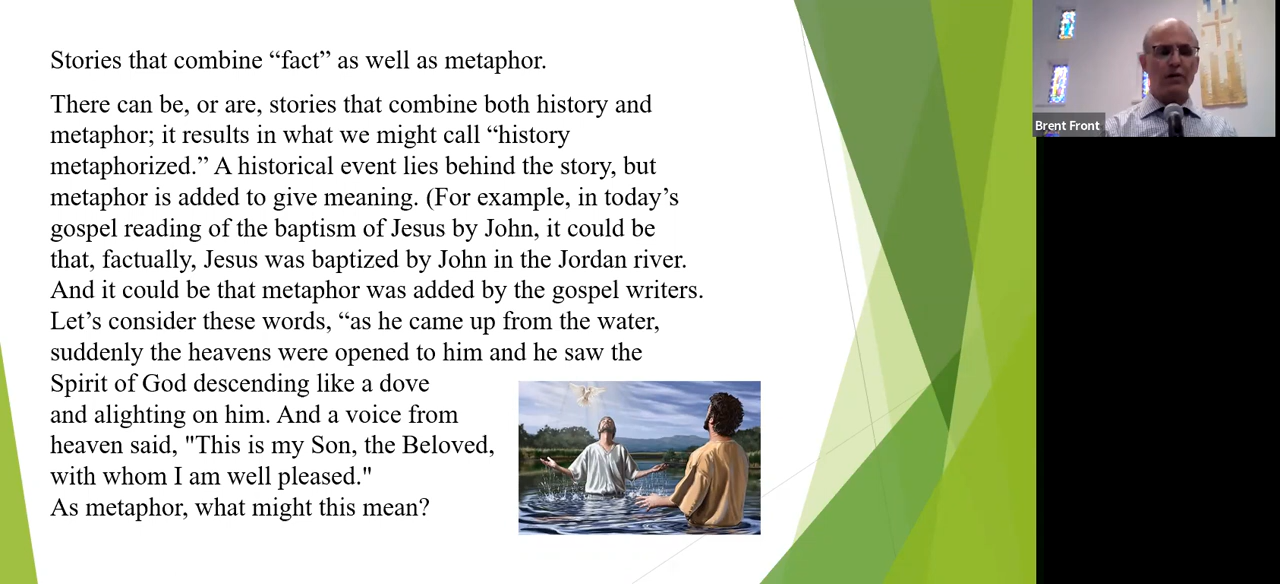 Stories that combine “fact” as well as metaphor.
There can be, or are, stories that combine both history and
metaphor; it results in what we might call “history
metaphorized.” A historical event lies behind the story, but
metaphor is added to give meaning. (For example, in today’s
gospel reading of the baptism of Jesus by John, it could be
that, factually, Jesus was baptized by John in the Jordan river.
And it could be that metaphor was added by the gospel writers.
Let’s consider these words, “as he came up from the water,
suddenly the heavens were opened to him and he saw the
Spirit of God descending like a dove
and alighting on him. And a voice from
heaven said, "This is my Son, the Beloved,
with whom I am well pleased."
As metaphor, what might this mean?
Brent Front